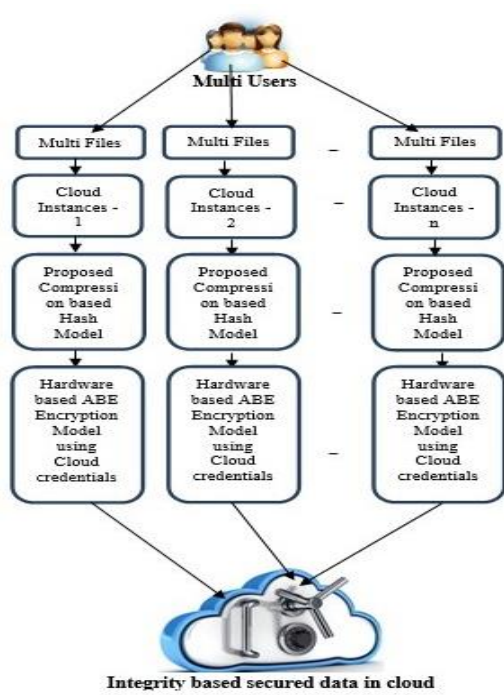 Multi Users
Multi Files
Multi Files
–
Multi Files
Cloud
Instances -
1
Cloud
Instances -
2
–
Cloud
Instances -
n
Proposed
Compressi
on based
Hash
Model
Proposed
Compressi
on based
Hash
Model
–
Proposed
Compressi
on based
Hash
Model
Hardware
based ABE
Encryption
Model
using
Cloud
credentials
Hardware
based ABE
Encryption
Model
using
Cloud
credentials
–
Hardware
based ABE
Encryption
Model
using
Cloud
credentials
Integrity based secured data in cloud